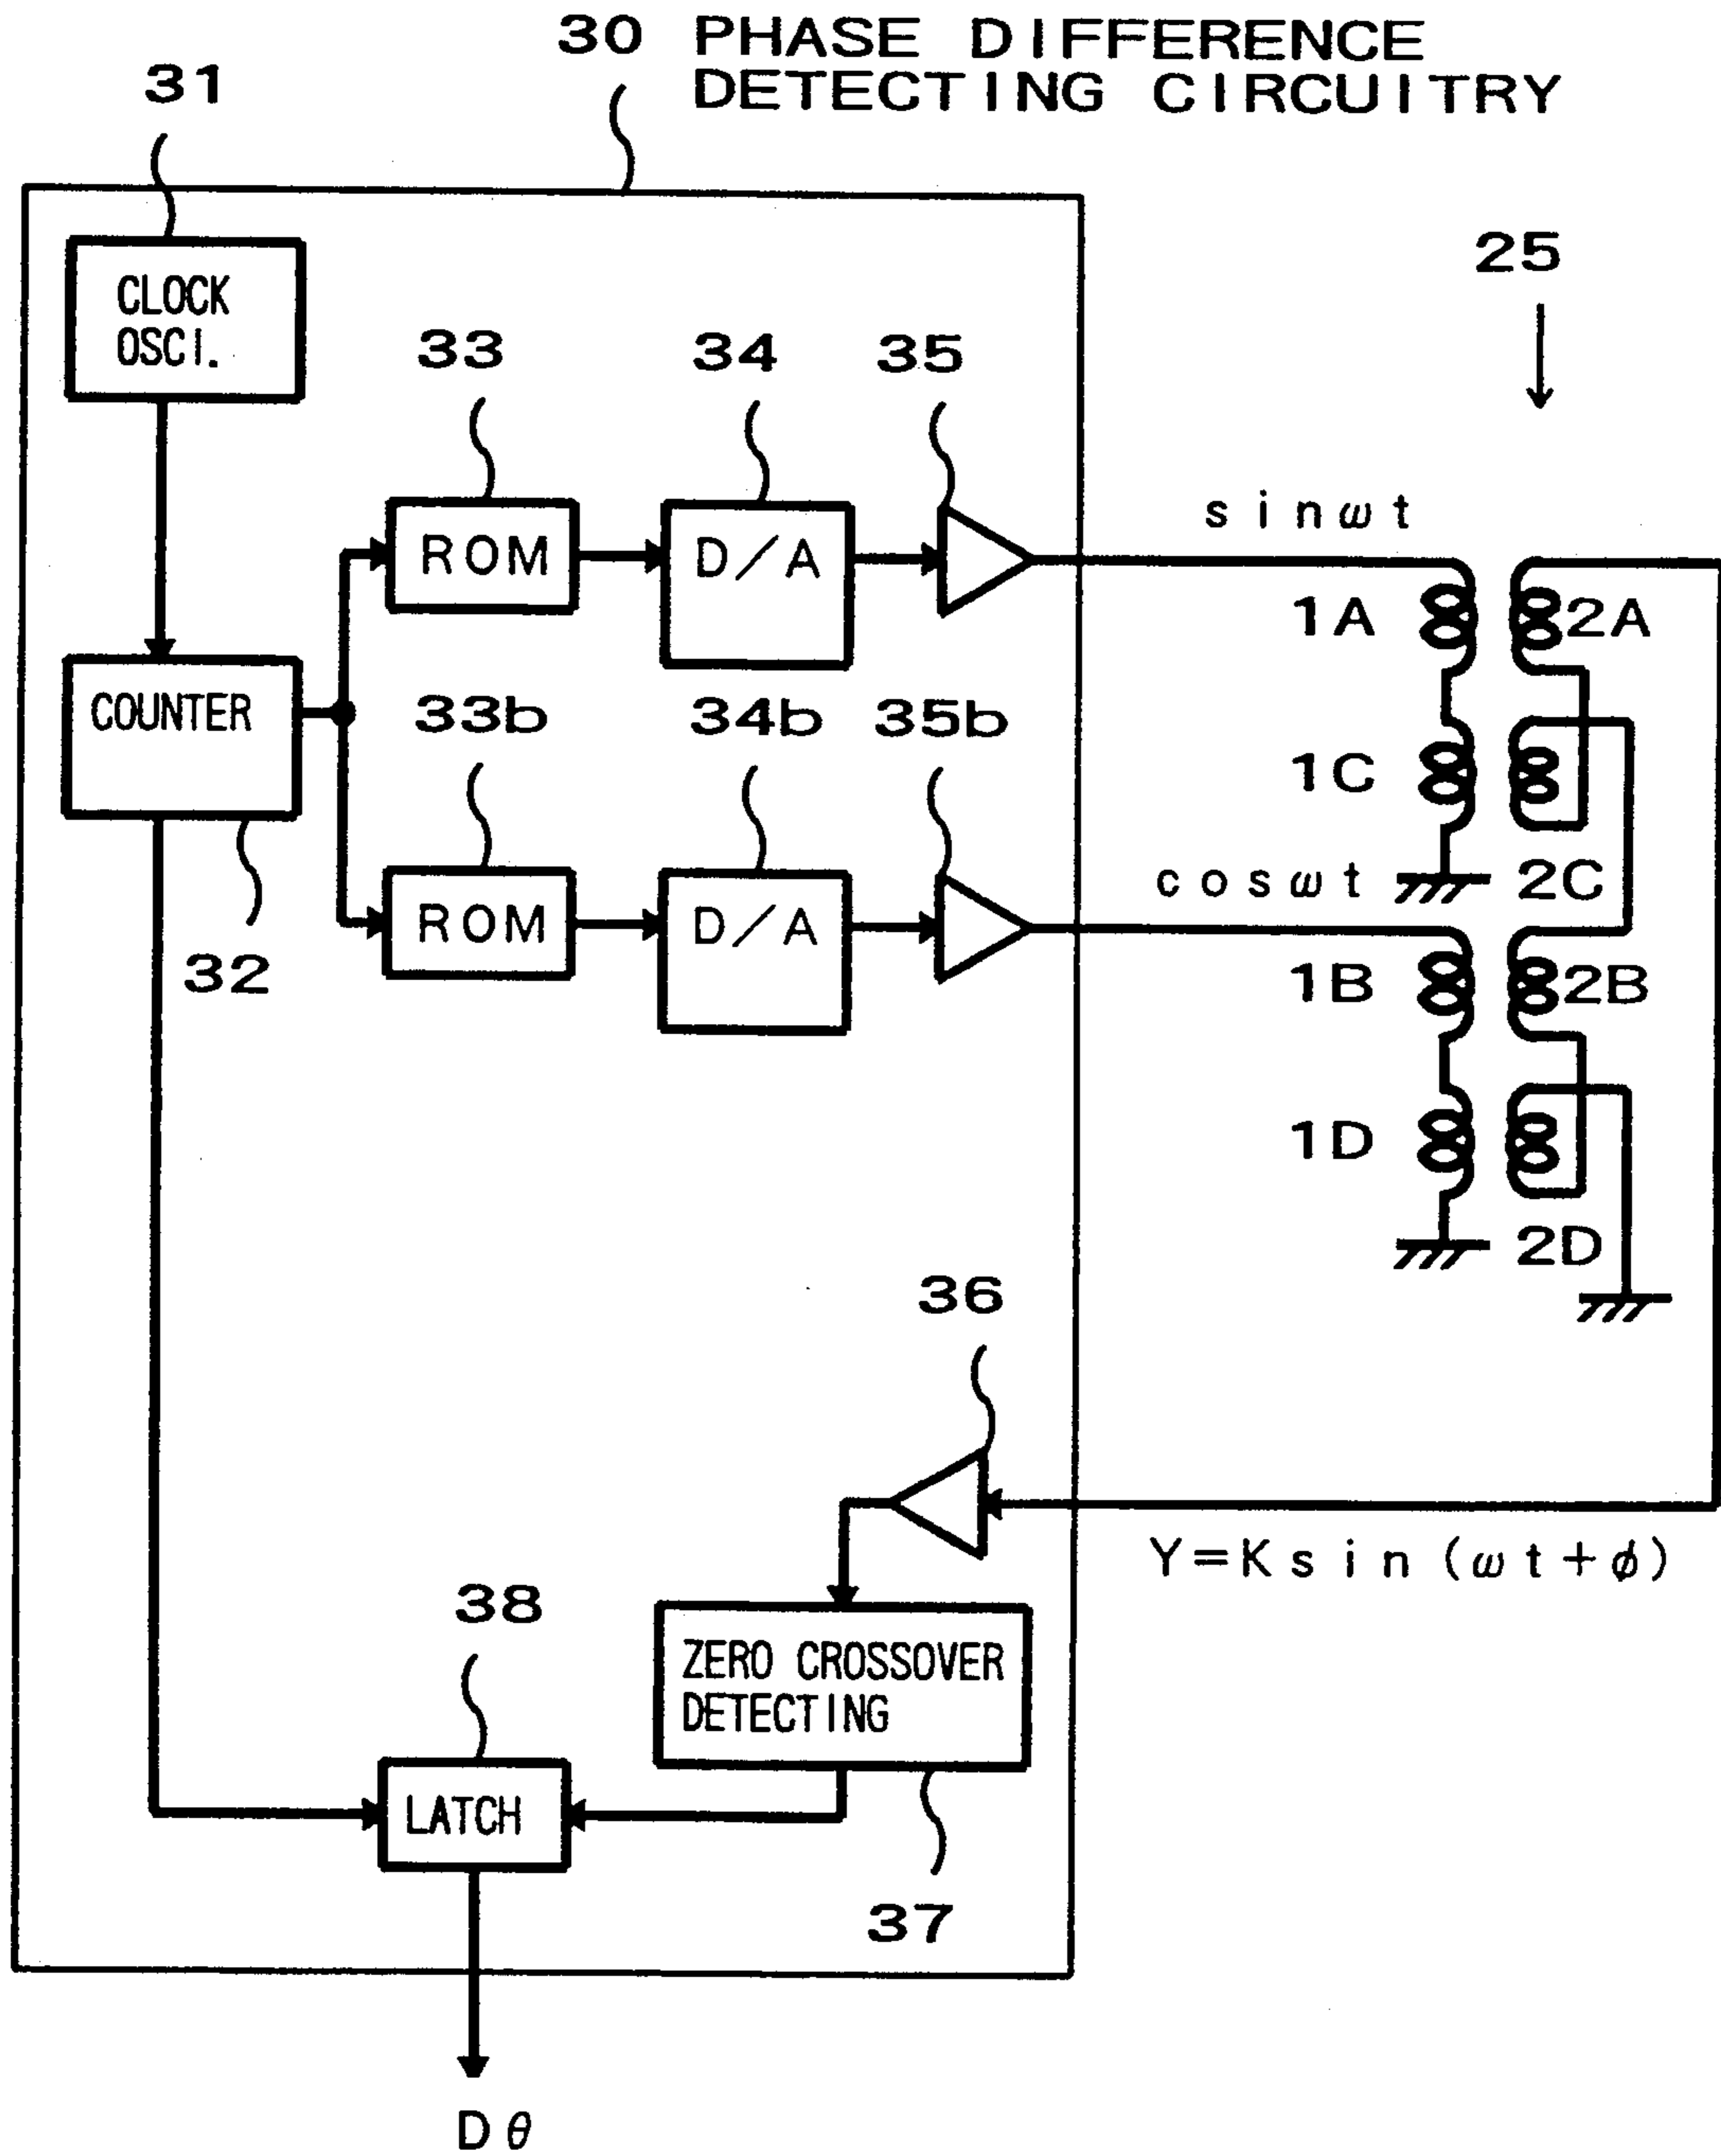 30 PHASE DIFFERENCE
DETECTING CIRCUITRY
31
25
CLOCK
OSCI.
33
34
35
sinωt
ROM
D/A
1A
2A
COUNTER
33b
34b
35b
1C
2C
cosωt
ROM
D/A
32
1B
2B
1D
2D
36
Y=Ksin(ωt+ϕ)
38
ZERO CROSSOVER
DETECTING
LATCH
37
Dθ